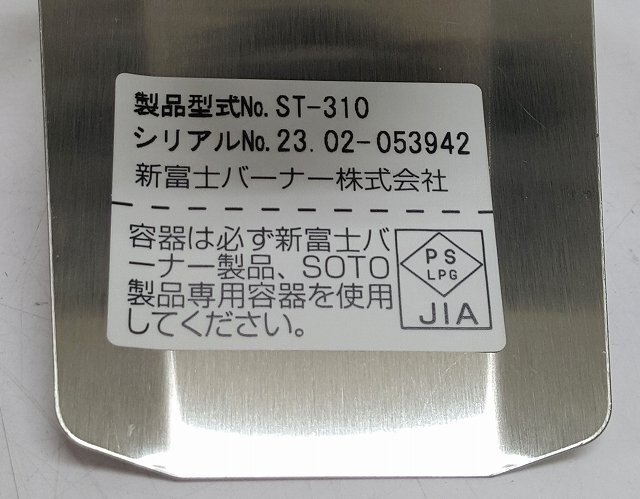 製品型式No. ST-310
シリアルNo. 23.02-053942
新富士バーナー株式会社
容器は必ず新富士バ
ーナー製品、SOTO
製品専用容器を使用
してください。
PS
LPG
JIA